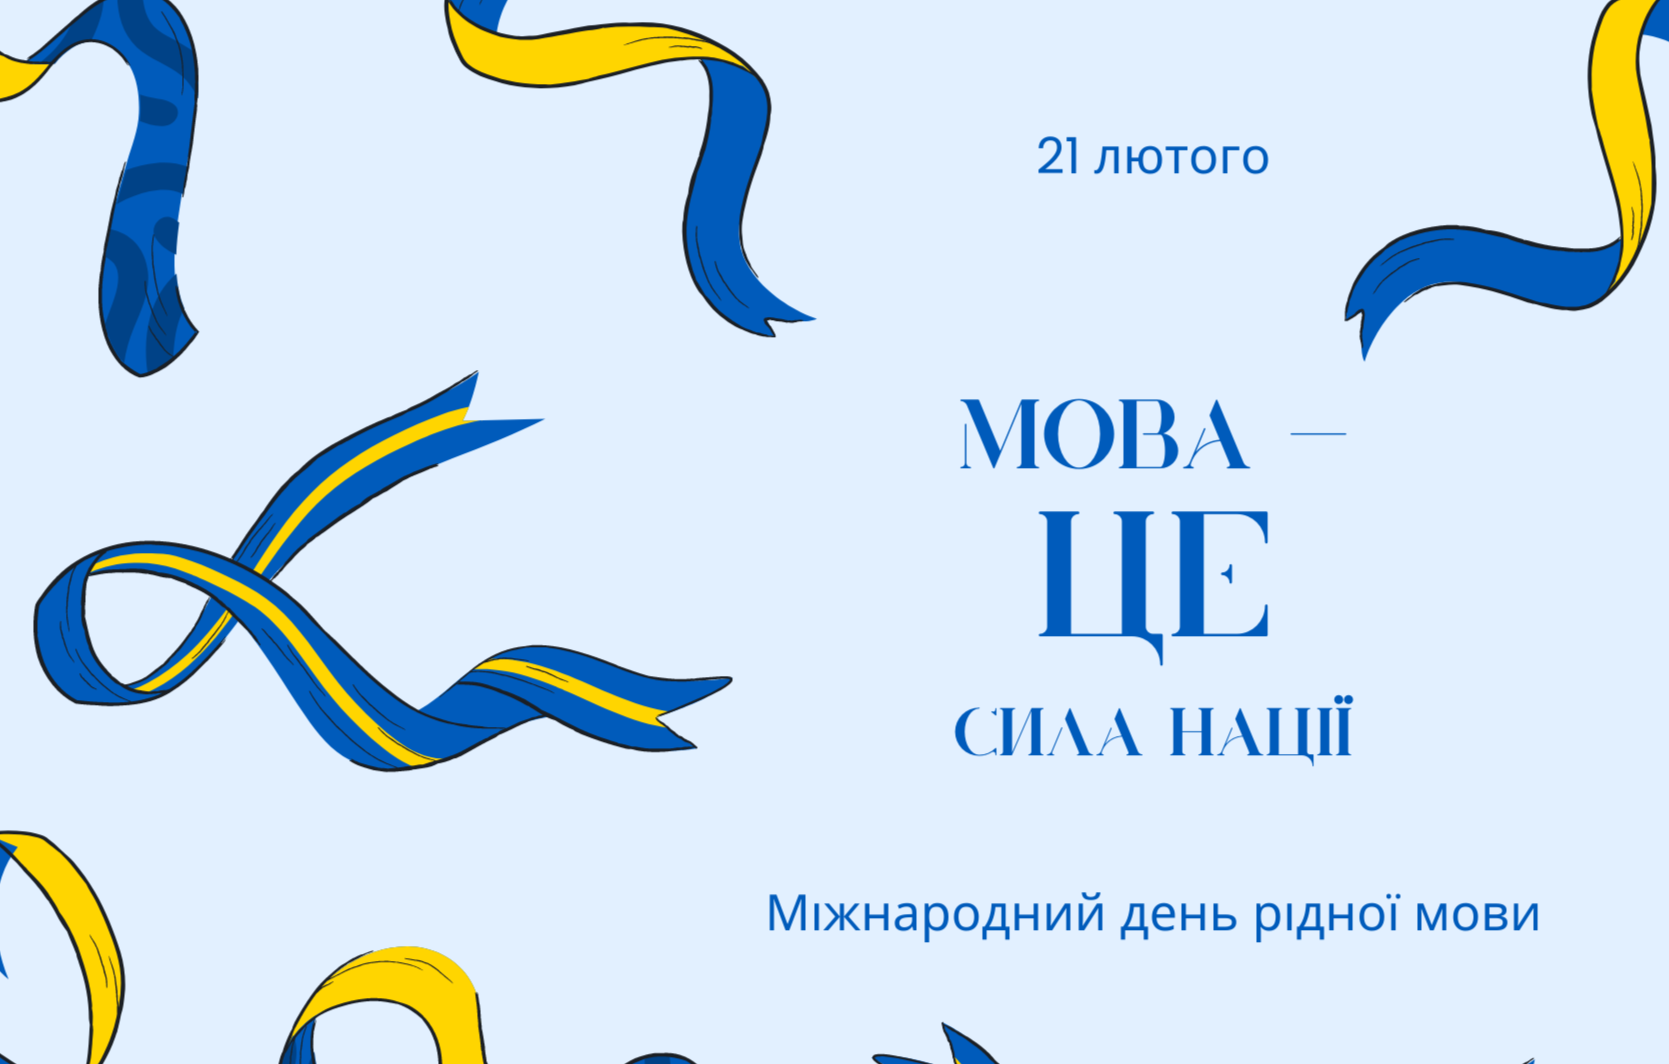 21 лютого
МОВА —
ЦЕ
СИЛА НАЦІЇ
Міжнародний день рідної мови